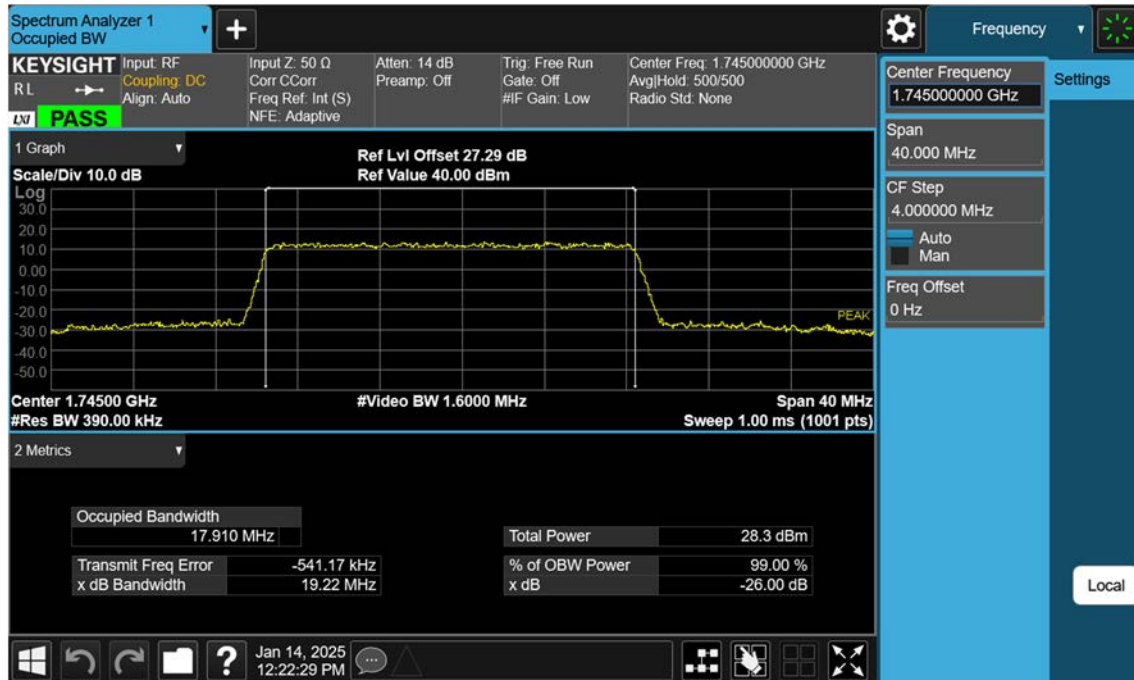 Spectrum Analyzer 1
Occupied BW
Frequency
KEYSIGHT
R L
LXI
PASS
Input: RF
Coupling: DC
Align: Auto
Input Z: 50 Ω
Corr CCorr
Freq Ref: Int (S)
NFE: Adaptive
Atten: 14 dB
Preamp: Off
Trig: Free Run
Gate: Off
#IF Gain: Low
Center Freq: 1.745000000 GHz
Avg|Hold: 500/500
Radio Std: None
Center Frequency
1.745000000 GHz
Settings
Span
40.000 MHz
CF Step
4.000000 MHz
Auto
Man
Freq Offset
0 Hz
Local
1 Graph
Scale/Div 10.0 dB
Ref Lvl Offset 27.29 dB
Ref Value 40.00 dBm
Log
30.0
20.0
10.0
0.00
-10.0
-20.0
-30.0
-40.0
-50.0
PEAK
Center 1.74500 GHz
#Video BW 1.6000 MHz
Span 40 MHz
#Res BW 390.00 kHz
Sweep 1.00 ms (1001 pts)
2 Metrics
Occupied Bandwidth
17.910 MHz
Total Power 28.3 dBm
Transmit Freq Error -541.17 kHz
% of OBW Power 99.00 %
x dB Bandwidth 19.22 MHz
x dB -26.00 dB
?
Jan 14, 2025
12:22:29 PM